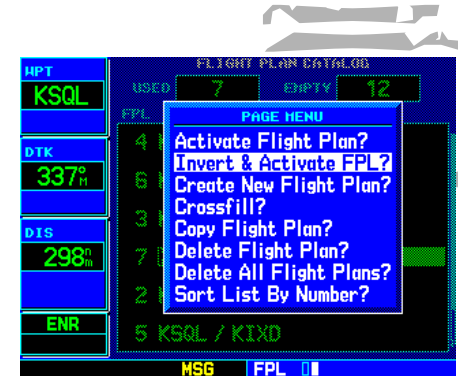 FLIGHT PLAN CATALOG
WPT
KSQL
USED 7 EMPTY 12
FPL
DTK
337°M
DIS
298nm
ENR
PAGE MENU
Activate Flight Plan?
Invert & Activate FPL?
Create New Flight Plan?
Crossfill?
Copy Flight Plan?
Delete Flight Plan?
Delete All Flight Plans?
Sort List By Number?
4
6
3
7
2
5 KSQL / KIXD
MSG FPL